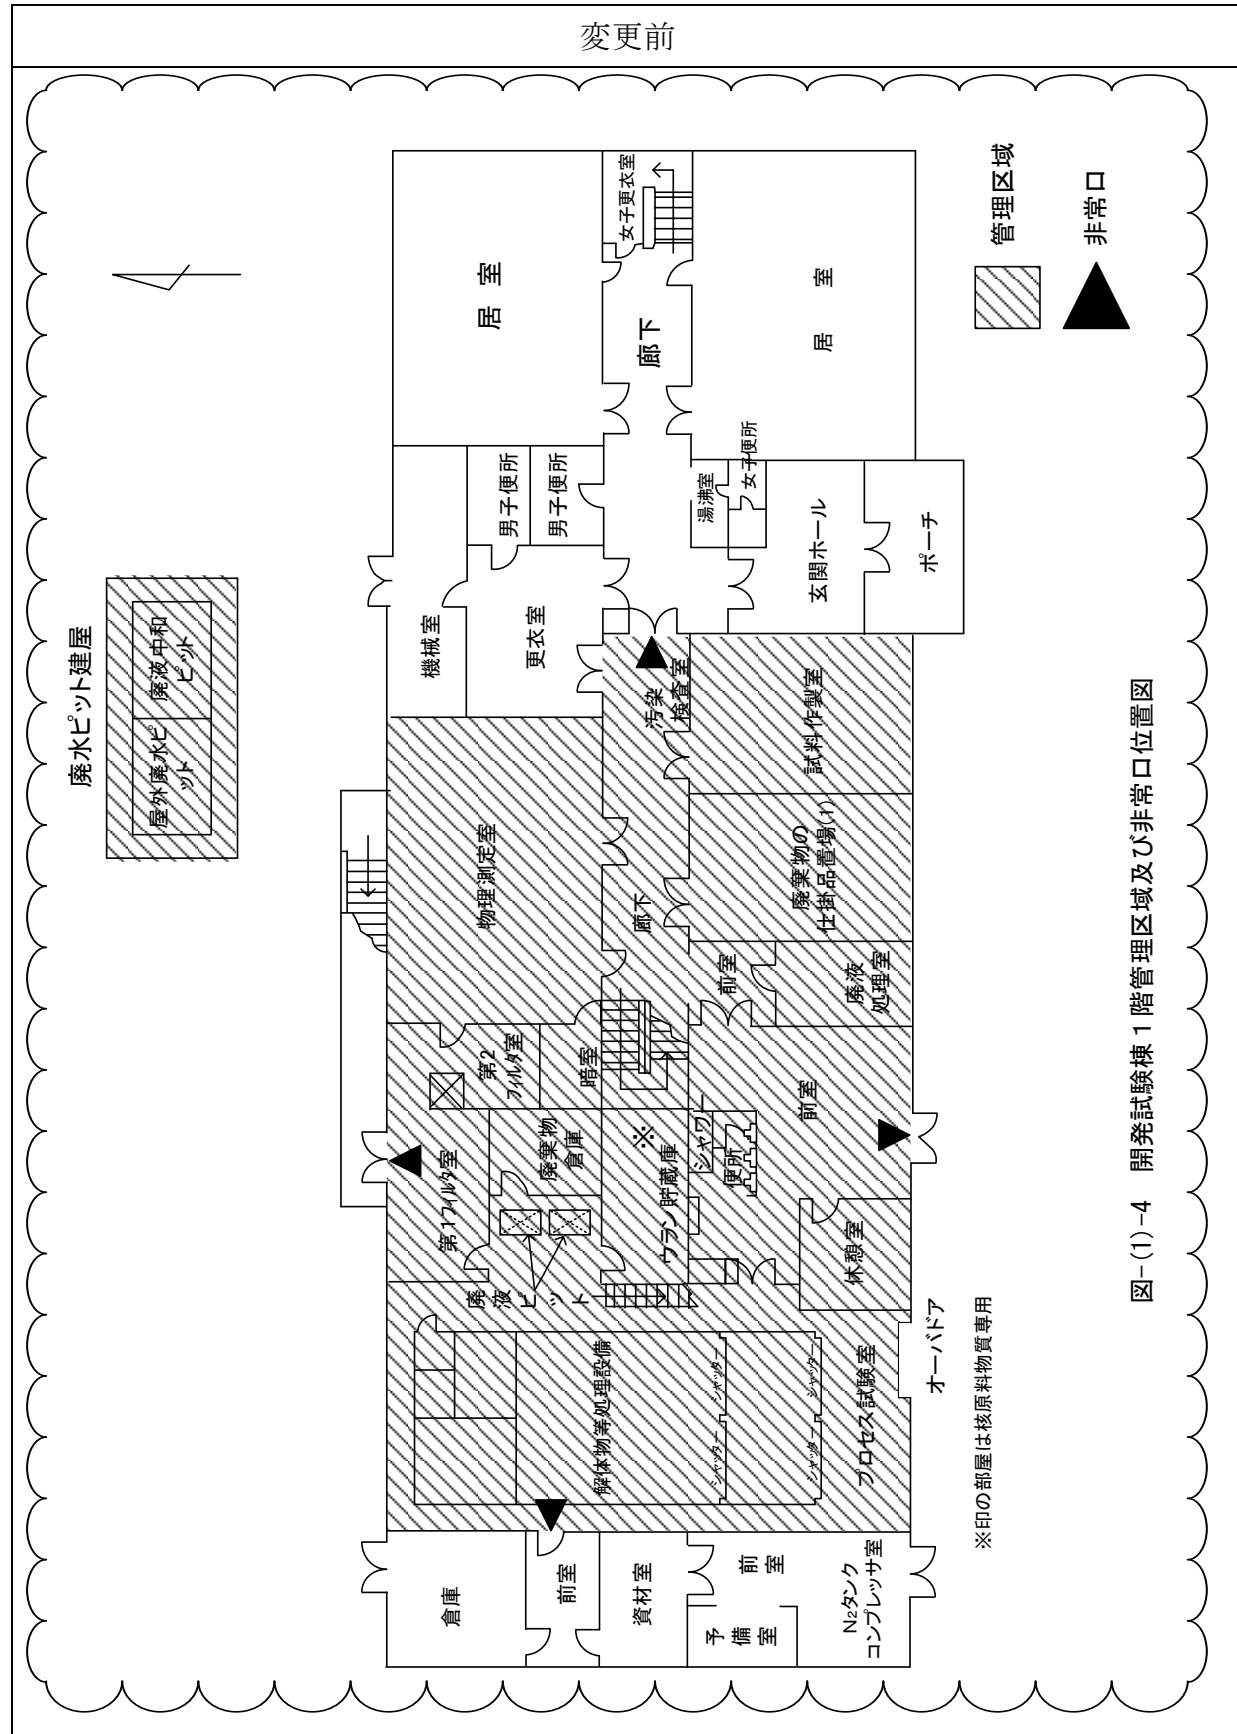 変更前
廃水ピット建屋
屋外廃水ピ
ット
廃液中和
ピット
管理区域
非常口
倉庫
前室
資材室
予備室
前室
N₂タンク
コンプレッサ室
解体物等処理設備
シャッター
シャッター
シャッター
シャッター
プロセス試験室
オーバドア
廃液ピット
第1フィルタ室
廃棄物
倉庫
ウラン貯蔵庫
※
シャワー
便所
休憩室
前室
第2
フィルタ室
暗室
物理測定室
廊下
前室
廃液
処理室
廃棄物の
仕掛品置場(1)
試料作製室
汚染
検査室
機械室
更衣室
男子便所
男子便所
湯沸室
女子便所
玄関ホール
ポーチ
居室
廊下
女子更衣室
居室
※印の部屋は核原料物質専用
図-(1)-4 開発試験棟1階管理区域及び非常口位置図